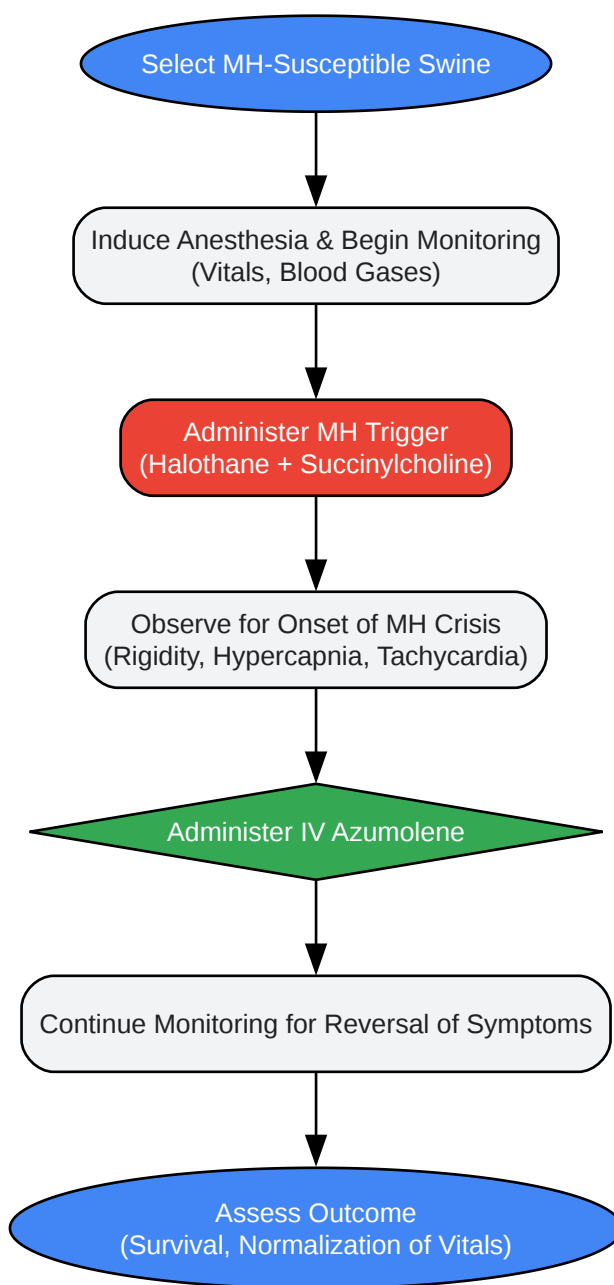 Select MH-Susceptible Swine
Induce Anesthesia & Begin Monitoring
(Vitals, Blood Gases)
Administer MH Trigger
(Halothane + Succinylcholine)
Observe for Onset of MH Crisis
(Rigidity, Hypercapnia, Tachycardia)
Administer IV Azumolene
Continue Monitoring for Reversal of Symptoms
Assess Outcome
(Survival, Normalization of Vitals)